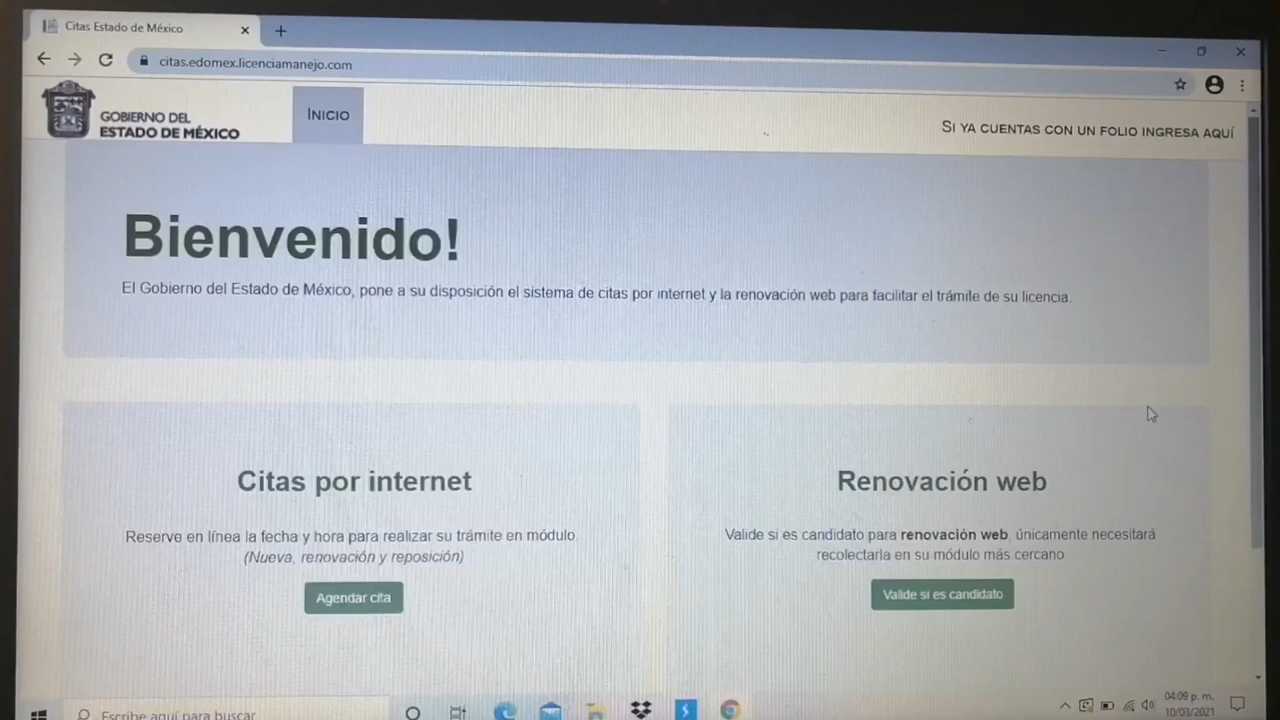 Citas Estado de México
citas.edomex.licenciamanejo.com
GOBIERNO DEL
ESTADO DE MÉXICO
INICIO
SI YA CUENTAS CON UN FOLIO INGRESA AQUÍ
Bienvenido!
El Gobierno del Estado de México, pone a su disposición el sistema de citas por internet y la renovación web para facilitar el trámite de su licencia.
Citas por internet
Reserve en línea la fecha y hora para realizar su trámite en módulo
(Nueva, renovación y reposición)
Agendar cita
Renovación web
Valide si es candidato para renovación web, únicamente necesitará
recolectarla en su módulo más cercano
Valide si es candidato
Escribe aquí para buscar
04:09 p. m.
10/03/2021